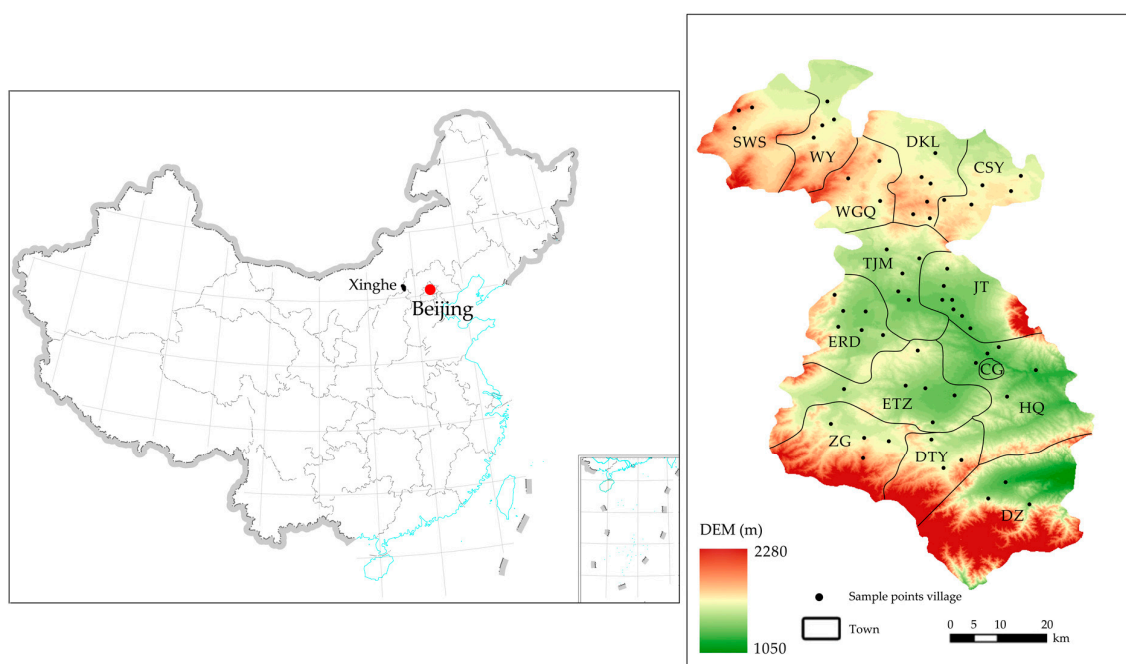 Xinghe
Beijing
SWS
WY
DKL
CSY
WGQ
TJM
JT
ERD
CG
ETZ
HQ
ZG
DTY
DZ
DEM (m)
2280
1050
Sample points village
Town
0 5 10 20
km